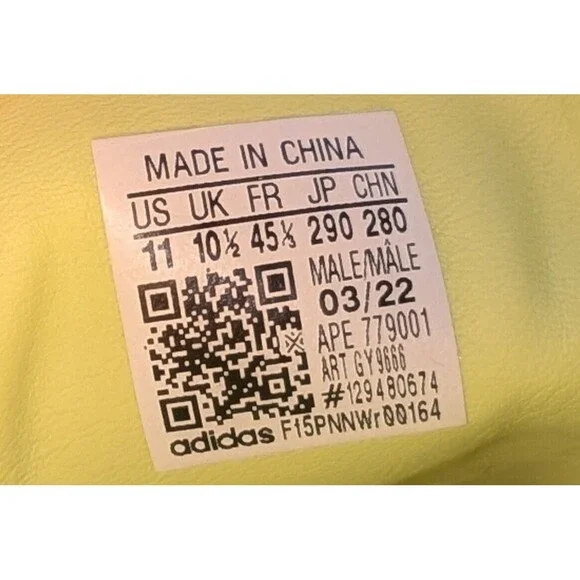 MADE IN CHINA
US UK FR JP CHN
11 10½ 45⅓ 290 280
MALE/MÂLE
03/22
APE 779001
ART GY9666
#129480674
adidas F15PNNWr00164